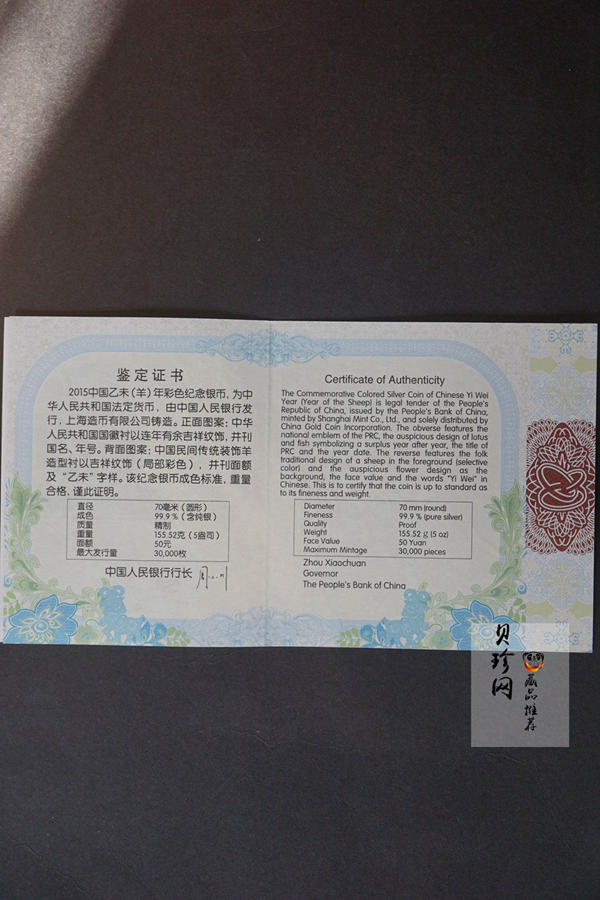 鉴定证书
2015中国乙未（羊）年彩色纪念银币，为中
华人民共和国法定货币，由中国人民银行发
行，上海造币有限公司铸造。正面图案：中华
人民共和国国徽衬以连年有余吉祥纹饰，并刊
国名、年号。背面图案：中国民间传统装饰羊
造型衬以吉祥纹饰（局部彩色），并刊面额
及“乙未”字样。该纪念银币成色标准，重量
合格，谨此证明。
直径 70毫米（圆形）
成色 99.9％（含纯银）
质量 精制
重量 155.52克（5盎司）
面额 50元
最大发行量 30,000枚
中国人民银行行长
Certificate of Authenticity
The Commemorative Colored Silver Coin of Chinese Yi Wei
Year (Year of the Sheep) is legal tender of the People's
Republic of China, issued by the People's Bank of China,
minted by Shanghai Mint Co., Ltd., and solely distributed by
China Gold Coin Incorporation. The obverse features the
national emblem of the PRC, the auspicious design of lotus
and fish symbolizing a surplus year after year, the title of
PRC and the year date. The reverse features the folk
traditional design of a sheep in the foreground (selective
color) and the auspicious flower design as the
background, the face value and the words "Yi Wei" in
Chinese. This is to certify that the coin is up to standard as
to its fineness and weight.
Diameter 70 mm (round)
Fineness 99.9 % (pure silver)
Quality Proof
Weight 155.52 g (5 oz)
Face Value 50 Yuan
Maximum Mintage 30,000 pieces
Zhou Xiaochuan
Governor
The People's Bank of China
贝珍网
藏品推荐